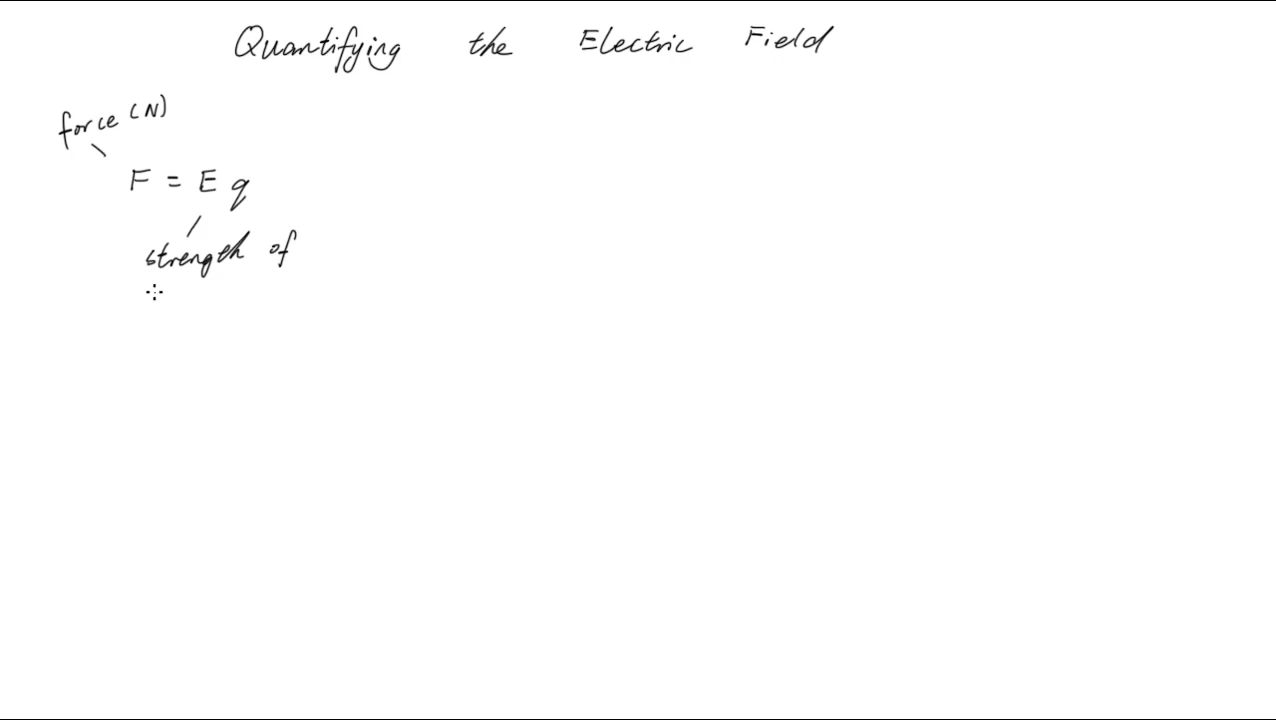 Quantifying the Electric Field
force (N)
F = E q
strength of